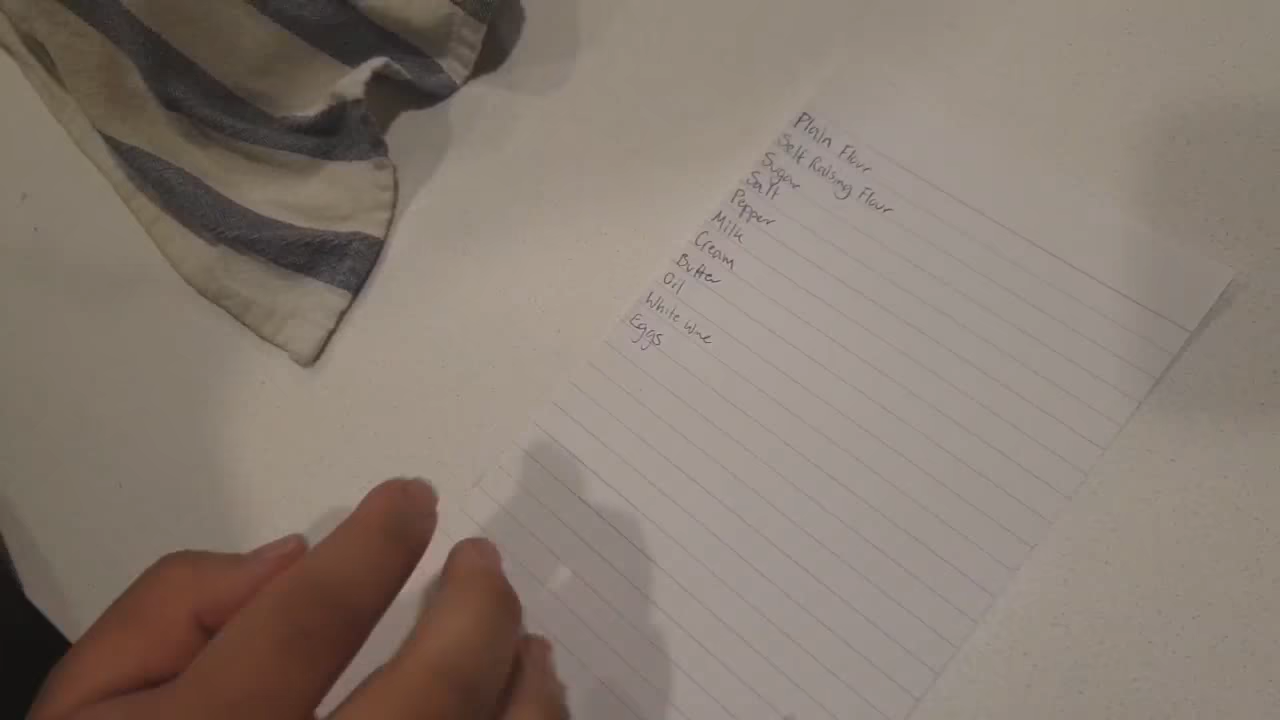 Plain Flour
Self Raising Flour
Sugar
Salt
Pepper
Milk
Cream
Butter
Oil
White Wine
Eggs